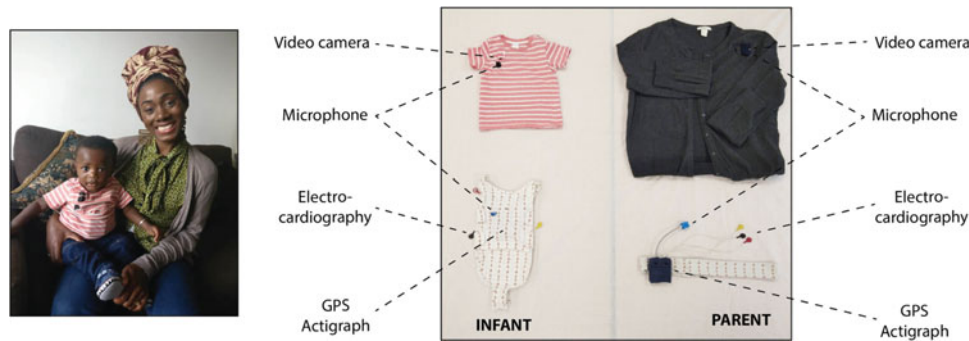 Video camera
Microphone
Electro-
cardiography
GPS
Actigraph
INFANT
PARENT
Video camera
Microphone
Electro-
cardiography
GPS
Actigraph